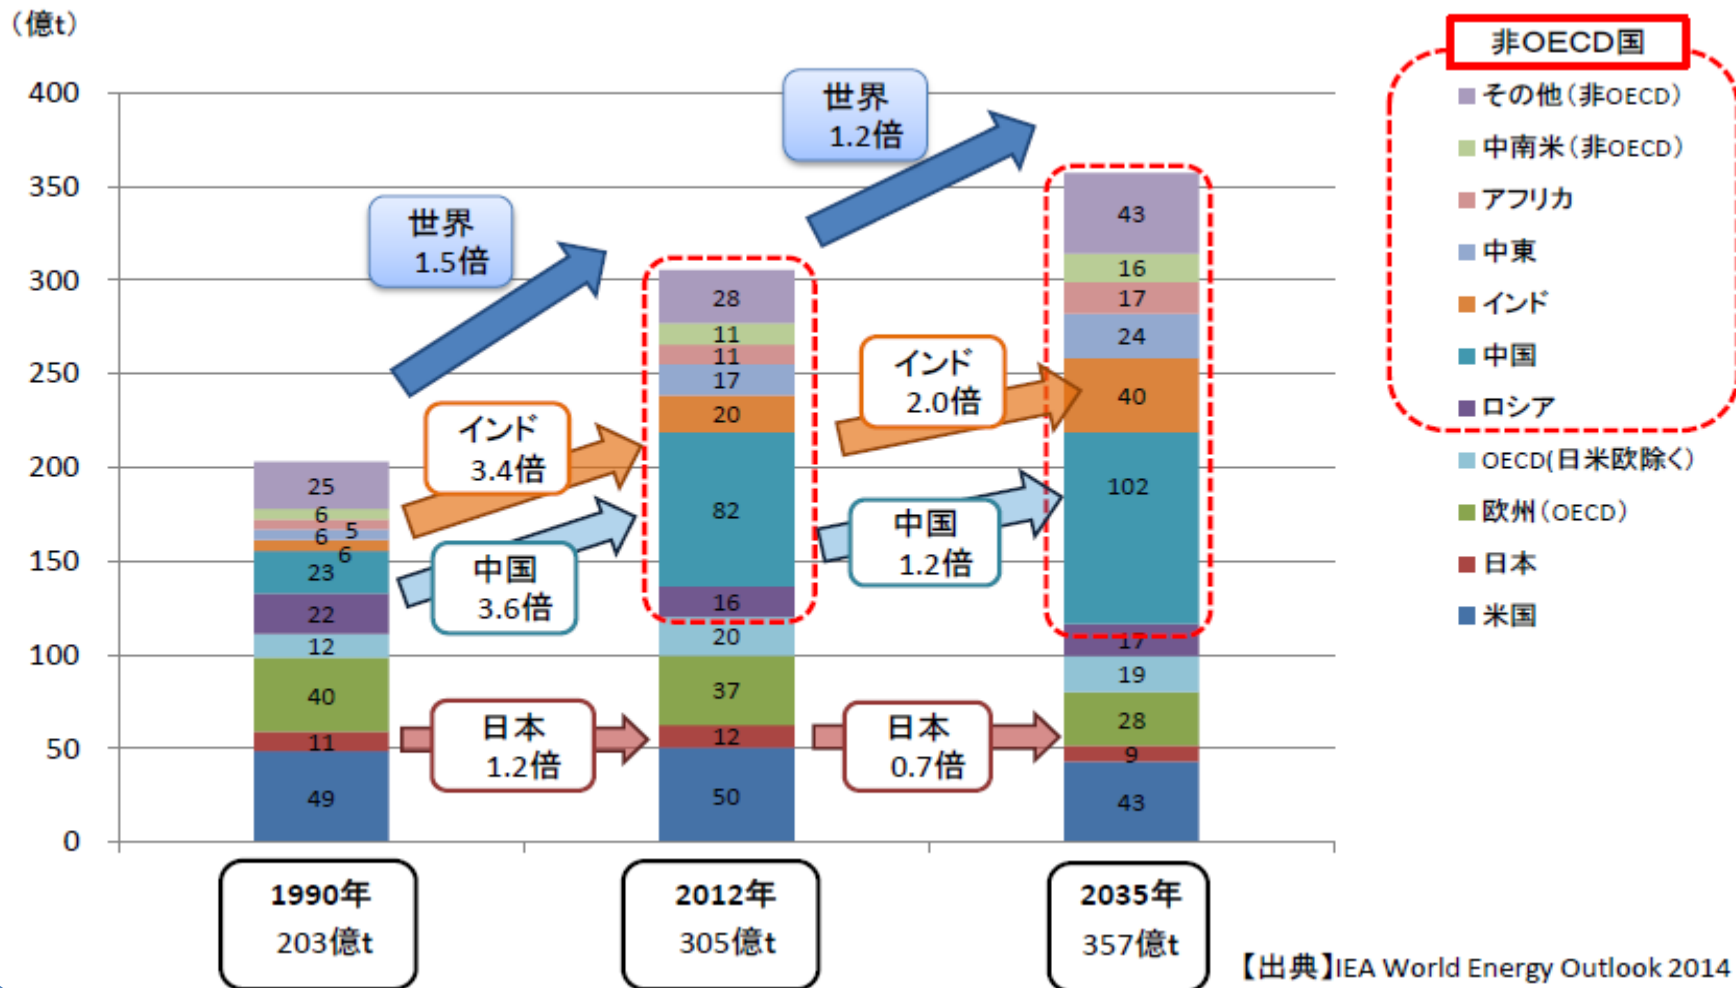 (億t)
400
350
300
250
200
150
100
50
0
世界
1.5倍
世界
1.2倍
インド
3.4倍
インド
2.0倍
中国
3.6倍
中国
1.2倍
日本
1.2倍
日本
0.7倍
25
6
5
6
6
23
22
12
40
11
49
28
11
11
17
20
82
16
20
37
12
50
43
16
17
24
40
102
17
19
28
9
43
1990年
203億t
2012年
305億t
2035年
357億t
非OECD国
その他(非OECD)
中南米(非OECD)
アフリカ
中東
インド
中国
ロシア
OECD(日米欧除く)
欧州(OECD)
日本
米国
【出典】IEA World Energy Outlook 2014